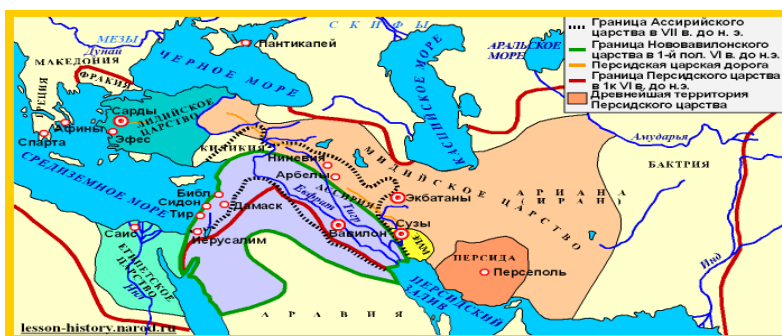 Граница Ассирийского
царства в VII в. до н. э.
Граница Нововавилонского
царства в 1-й пол. VI в. до н.э.
Персидская царская дорога
Граница Персидского царства
в 1к VI в. до н.э.
Древнейшая территория
Персидского царства
МЕЗЫ
СКИФЫ
Дунай
Пантикапей
МАКЕДОНИЯ
ФРАКИЯ
ЧЕРНОЕ МОРЕ
АРАЛЬСКОЕ
МОРЕ
КАСПИЙСКОЕ МОРЕ
ГРЕЦИЯ
Сарды
ЛИДИЙСКОЕ
ЦАРСТВО
Афины
Спарта
Эфес
Амударья
БАКТРИЯ
КИЛИКИЯ
Ниневия
Арбелы
АССИРИЯ
МИДИЙСКОЕ ЦАРСТВО
АРИАНА
(ИРАН)
Экбатаны
СРЕДИЗЕМНОЕ МОРЕ
Библ
Сидон
Тир
Дамаск
Евфрат
Тигр
Сузы
Вавилон
ЭЛАМ
Саис
Иерусалим
ЕГИПЕТСКОЕ
ЦАРСТВО
Нил
ПЕРСИДА
Персеполь
Инд
ПЕРСИДСКИЙ
ЗАЛИВ
АРАВИЯ
lesson-history.narod.ru